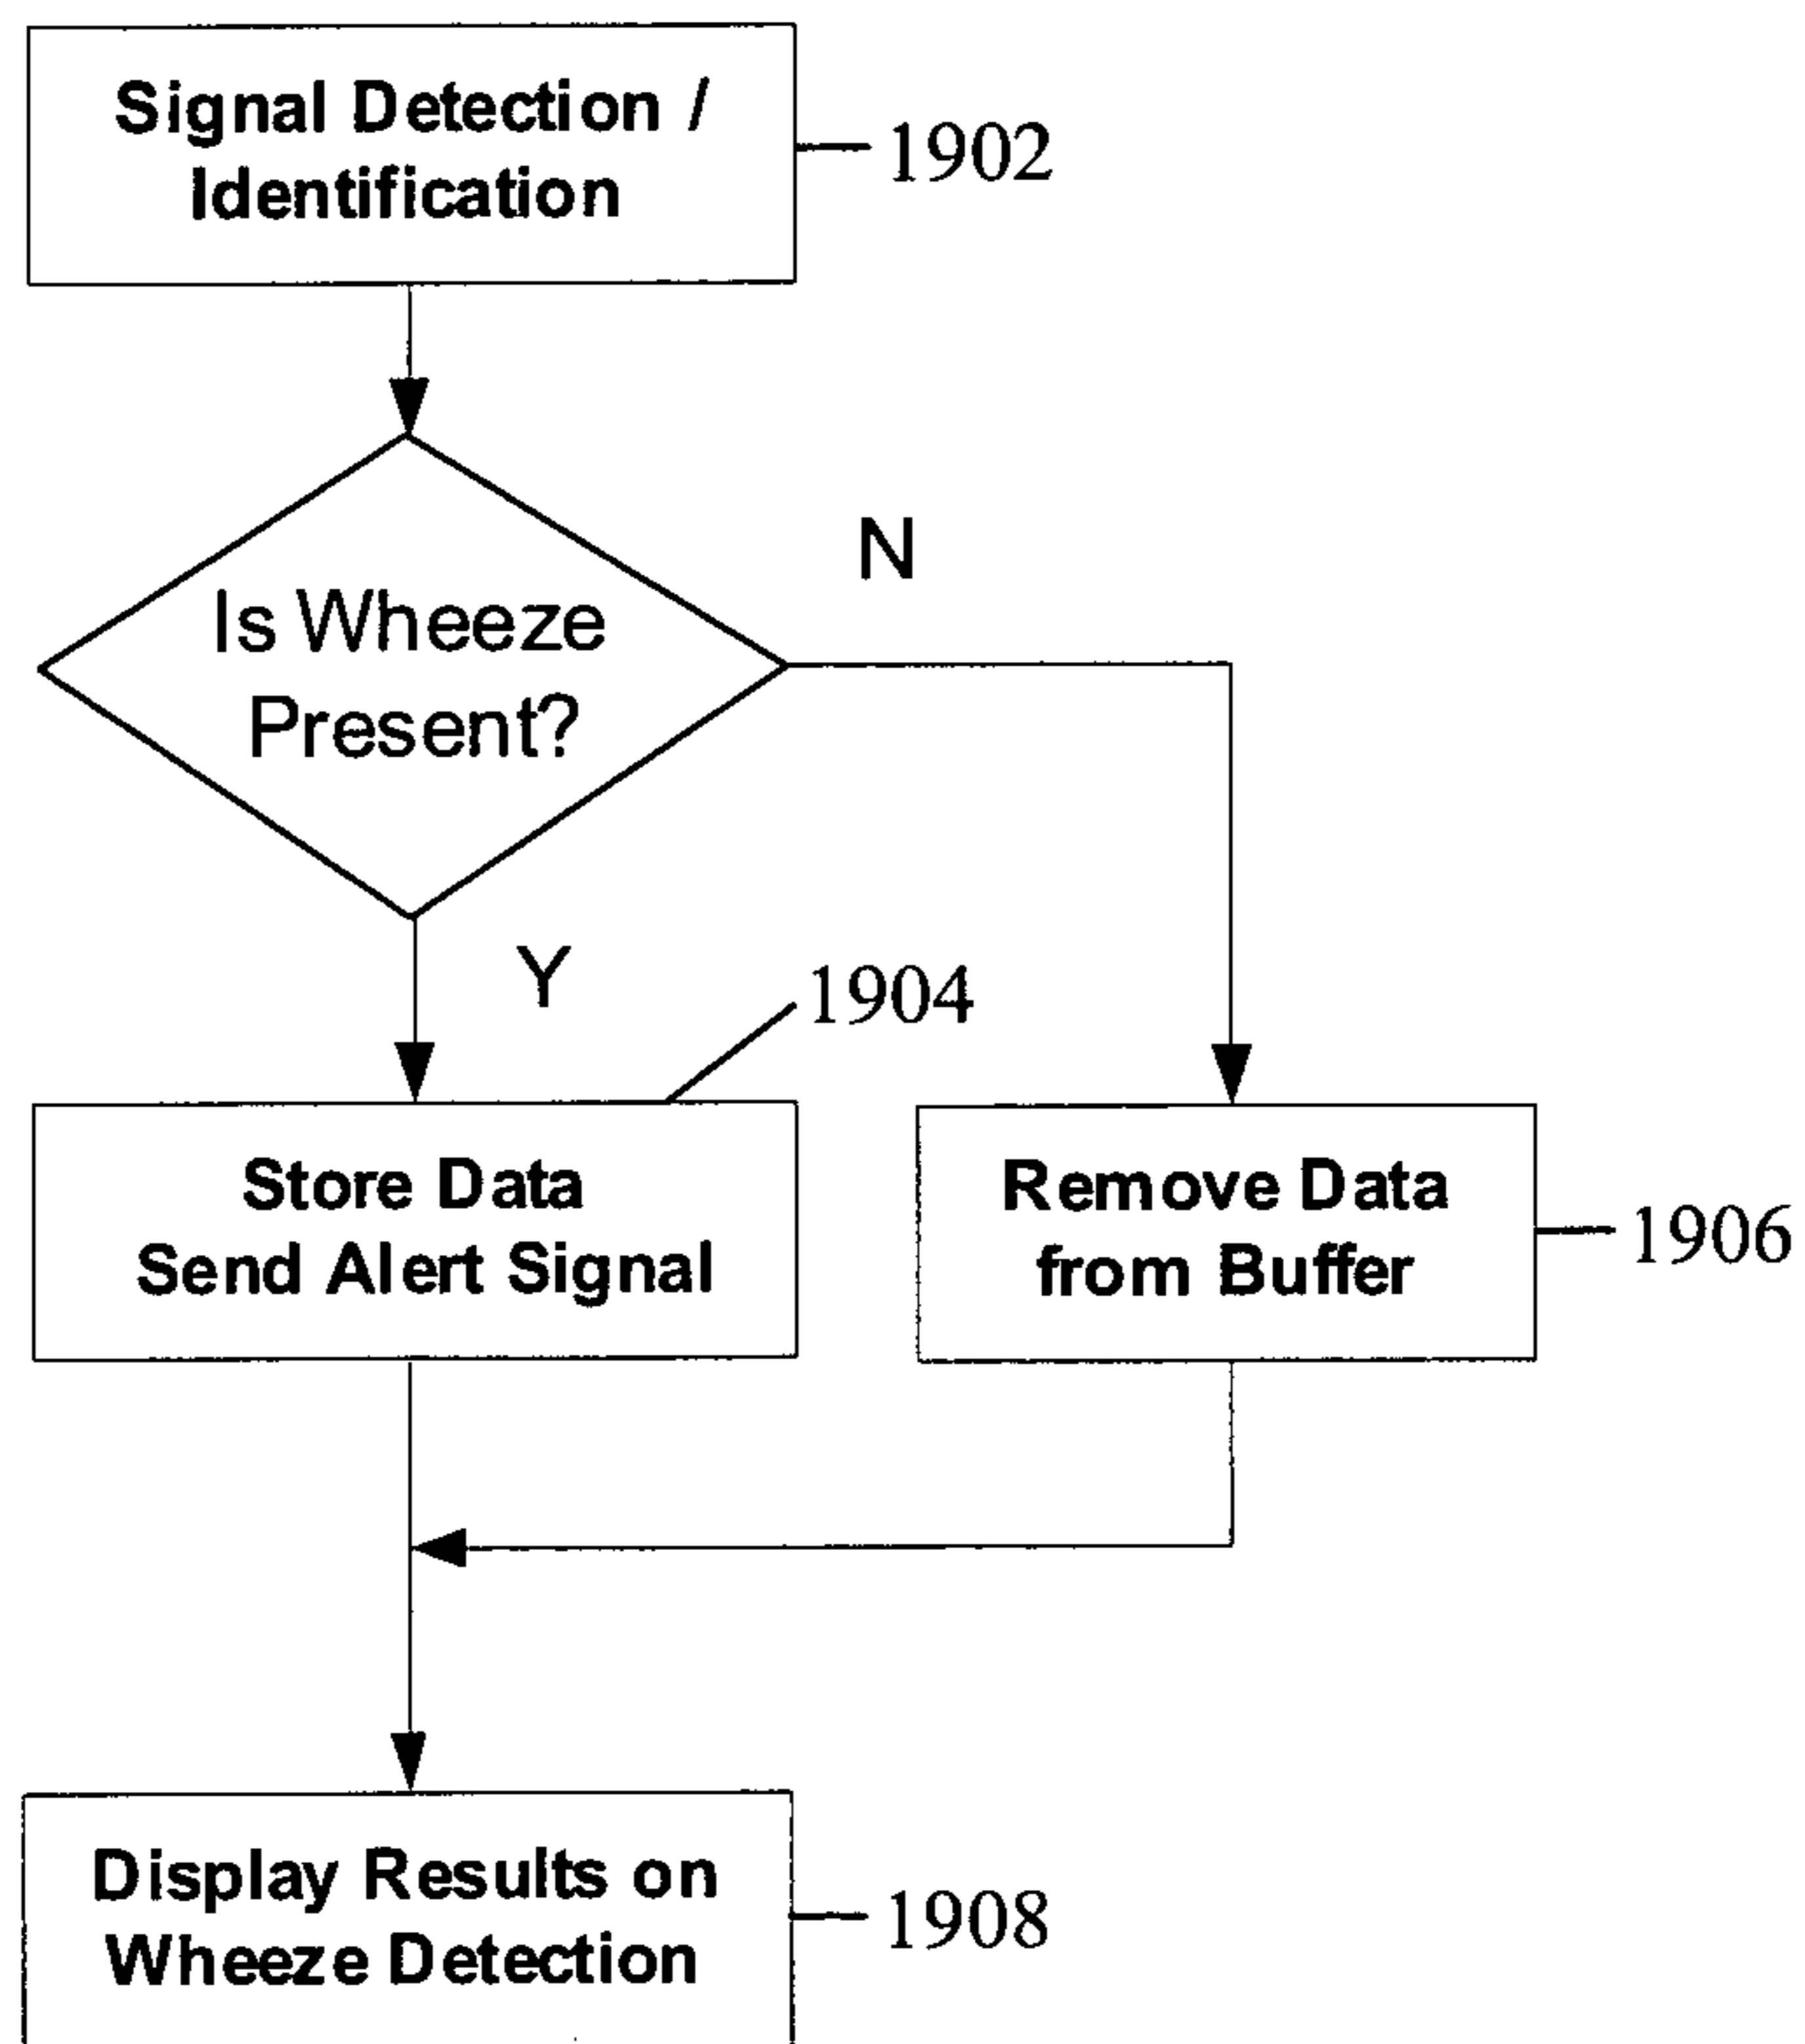 Signal Detection /
Identification
1902
N
Is Wheeze
Present?
Y
1904
Store Data
Send Alert Signal
Remove Data
from Buffer
1906
Display Results on
Wheeze Detection
1908